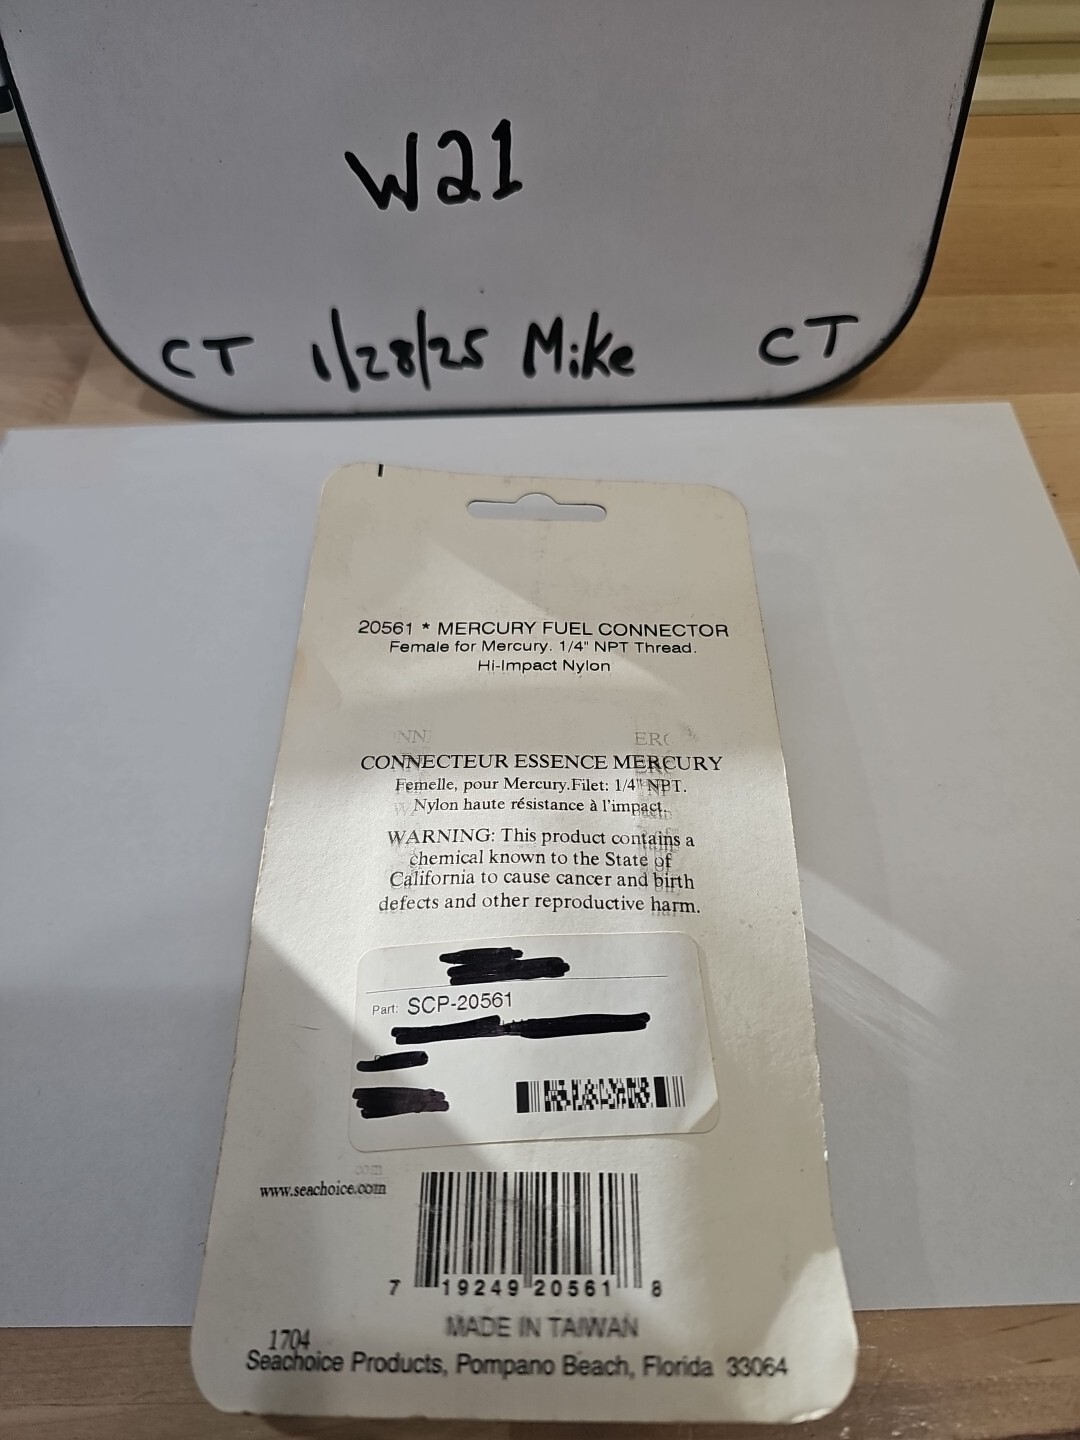 W21
CT 1/28/25 Mike CT
20561 * MERCURY FUEL CONNECTOR
Female for Mercury. 1/4" NPT Thread.
Hi-Impact Nylon
CONNECTEUR ESSENCE MERCURY
Femelle, pour Mercury.Filet: 1/4" NPT.
Nylon haute résistance à l'impact.
WARNING: This product contains a
chemical known to the State of
California to cause cancer and birth
defects and other reproductive harm.
Part: SCP-20561
com
www.seachoice.com
7 19249 20561 8
MADE IN TAIWAN
1704
Seachoice Products, Pompano Beach, Florida 33064